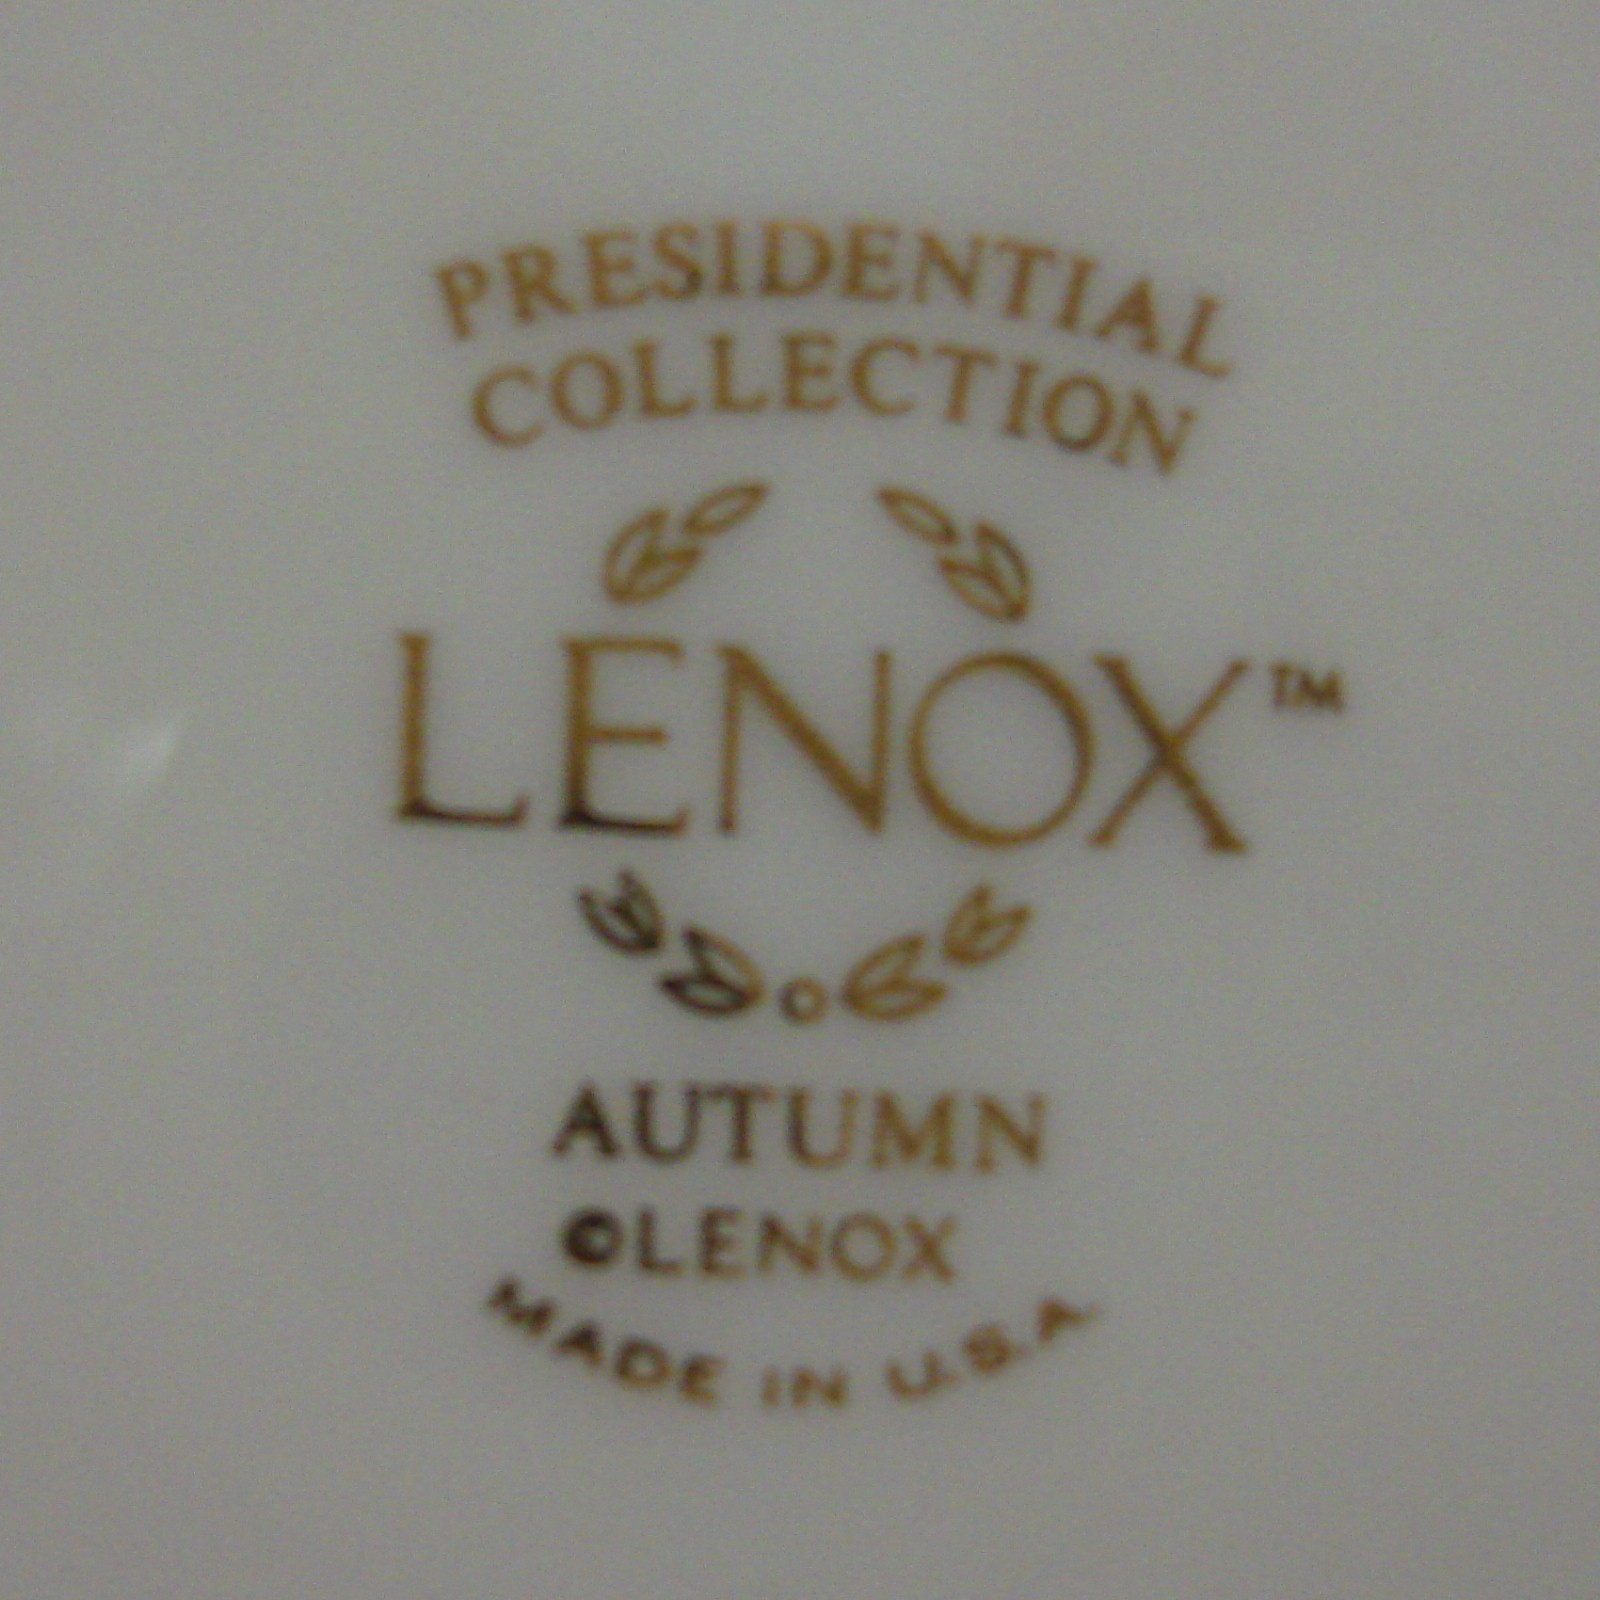 PRESIDENTIAL
COLLECTION
LENOX™
AUTUMN
©LENOX
MADE IN U.S.A.